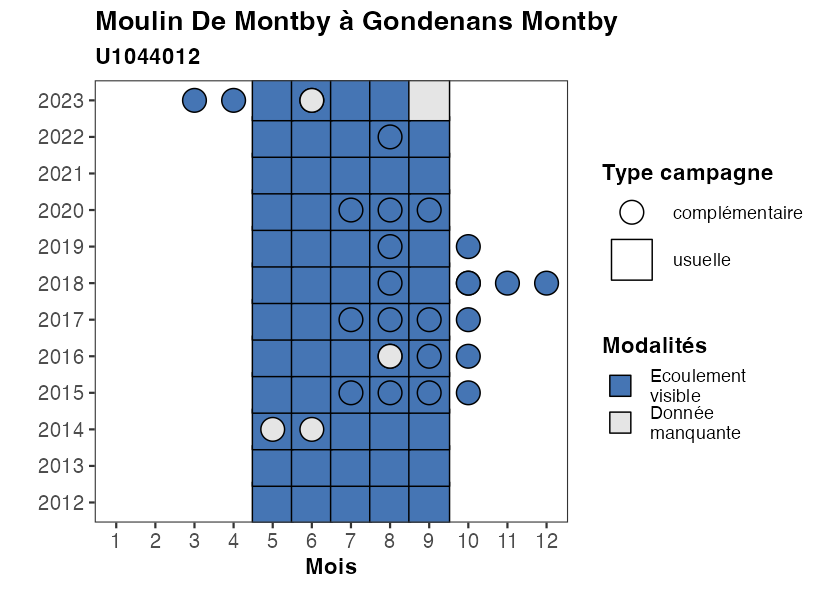 Moulin De Montby à Gondenans Montby
U1044012
2023
2022
2021
2020
2019
2018
2017
2016
2015
2014
2013
2012
1 2 3 4 5 6 7 8 9 10 11 12
Mois
Type campagne
complémentaire
usuelle
Modalités
Ecoulement
visible
Donnée
manquante